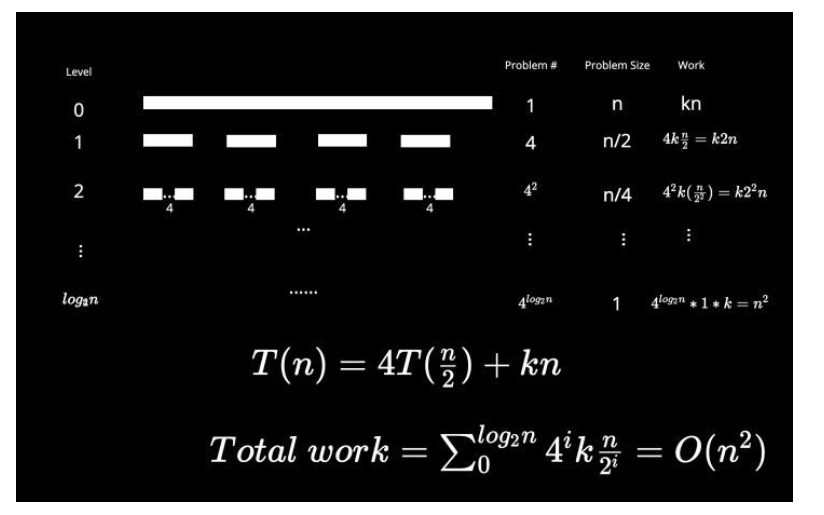 Level Problem # Problem Size Work
0 1 n kn
1 4 n/2 4k\frac{n}{2} = k2n
2 ... 4 ... 4 ... 4 ... 4 4^2 n/4 4^2k(\frac{n}{2^2}) = k2^2n
...
⋮ ⋮ ⋮ ⋮
log_2n ...... 4^{log_2n} 1 4^{log_2n} * 1 * k = n^2
T(n) = 4T(\frac{n}{2}) + kn
Total work = \sum_0^{log_2n} 4^ik\frac{n}{2^i} = O(n^2)